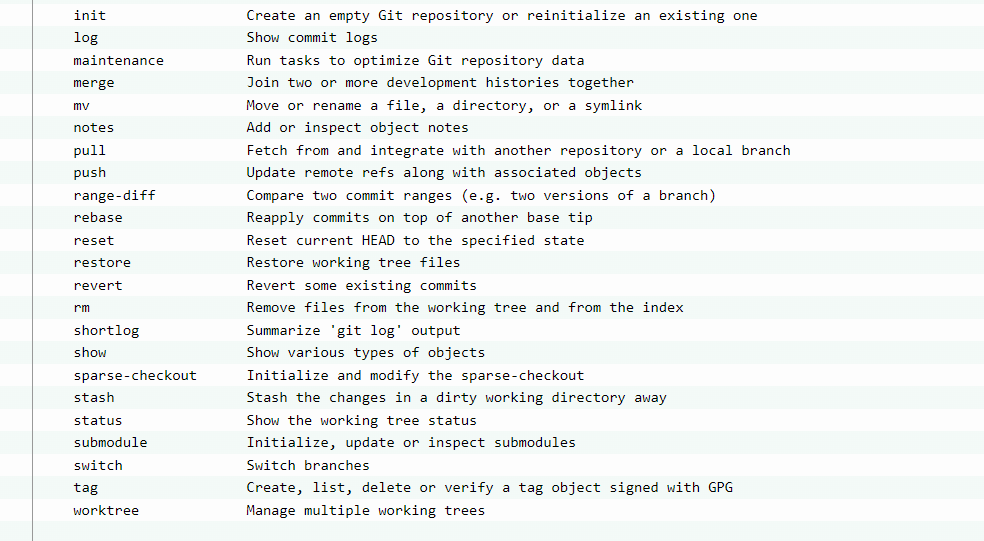 init Create an empty Git repository or reinitialize an existing one
log Show commit logs
maintenance Run tasks to optimize Git repository data
merge Join two or more development histories together
mv Move or rename a file, a directory, or a symlink
notes Add or inspect object notes
pull Fetch from and integrate with another repository or a local branch
push Update remote refs along with associated objects
range-diff Compare two commit ranges (e.g. two versions of a branch)
rebase Reapply commits on top of another base tip
reset Reset current HEAD to the specified state
restore Restore working tree files
revert Revert some existing commits
rm Remove files from the working tree and from the index
shortlog Summarize 'git log' output
show Show various types of objects
sparse-checkout Initialize and modify the sparse-checkout
stash Stash the changes in a dirty working directory away
status Show the working tree status
submodule Initialize, update or inspect submodules
switch Switch branches
tag Create, list, delete or verify a tag object signed with GPG
worktree Manage multiple working trees